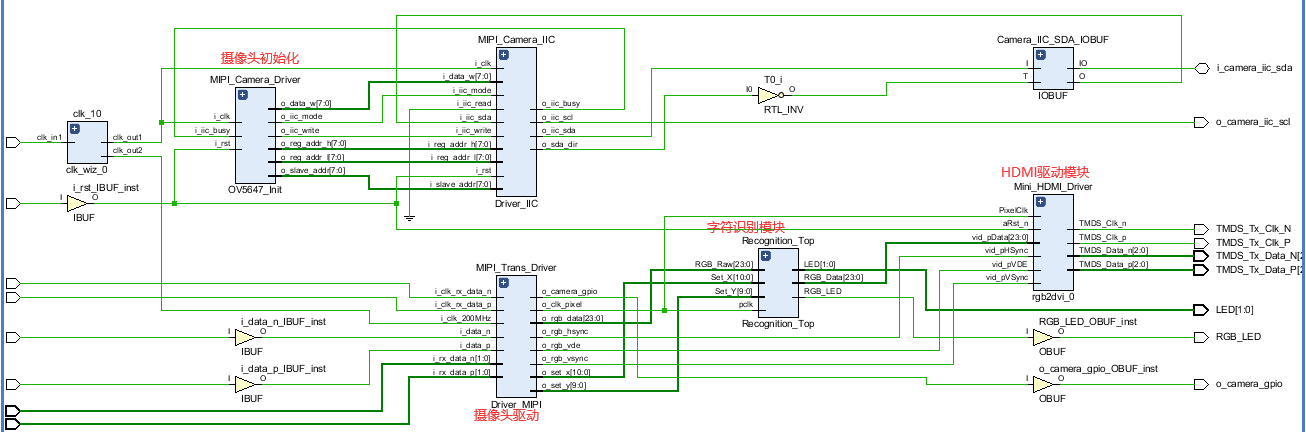 摄像头初始化
MIPI_Camera_Driver
i_clk
i_iic_busy
i_rst
o_data_w[7:0]
o_iic_mode
o_iic_write
o_reg_addr_h[7:0]
o_reg_addr_l[7:0]
o_slave_addr[7:0]
OV5647_Init
clk_10
clk_in1
clk_out1
clk_out2
clk_wiz_0
i_rst_IBUF_inst
I
O
IBUF
MIPI_Camera_IIC
i_clk
i_data_w[7:0]
i_iic_mode
i_iic_read
i_iic_sda
i_iic_write
i_reg_addr_h[7:0]
i_reg_addr_l[7:0]
i_rst
i_slave_addr[7:0]
o_iic_busy
o_iic_scl
o_iic_sda
o_sda_dir
Driver_IIC
T0_i
I0
O
RTL_INV
Camera_IIC_SDA_IOBUF
I
T
IO
O
IOBUF
i_camera_iic_sda
o_camera_iic_scl
HDMI驱动模块
Mini_HDMI_Driver
PixelClk
aRst_n
vid_pData[23:0]
vid_pHSync
vid_pVDE
vid_pVSync
TMDS_Clk_n
TMDS_Clk_p
TMDS_Data_n[2:0]
TMDS_Data_p[2:0]
rgb2dvi_0
TMDS_Tx_Clk_N
TMDS_Tx_Clk_P
TMDS_Tx_Data_N[2
TMDS_Tx_Data_P[2
字符识别模块
Recognition_Top
RGB_Raw[23:0]
Set_X[10:0]
Set_Y[9:0]
pclk
LED[1:0]
RGB_Data[23:0]
RGB_LED
Recognition_Top
LED[1:0]
MIPI_Trans_Driver
i_clk_rx_data_n
i_clk_rx_data_p
i_clk_200MHz
i_data_n
i_data_p
i_rx_data_n[1:0]
i_rx_data_p[1:0]
o_camera_gpio
o_clk_pixel
o_rgb_data[23:0]
o_rgb_hsync
o_rgb_vde
o_rgb_vsync
o_set_x[10:0]
o_set_y[9:0]
Driver_MIPI
摄像头驱动
i_data_n_IBUF_inst
I
O
IBUF
i_data_p_IBUF_inst
I
O
IBUF
RGB_LED_OBUF_inst
I
O
OBUF
RGB_LED
o_camera_gpio_OBUF_inst
I
O
OBUF
o_camera_gpio